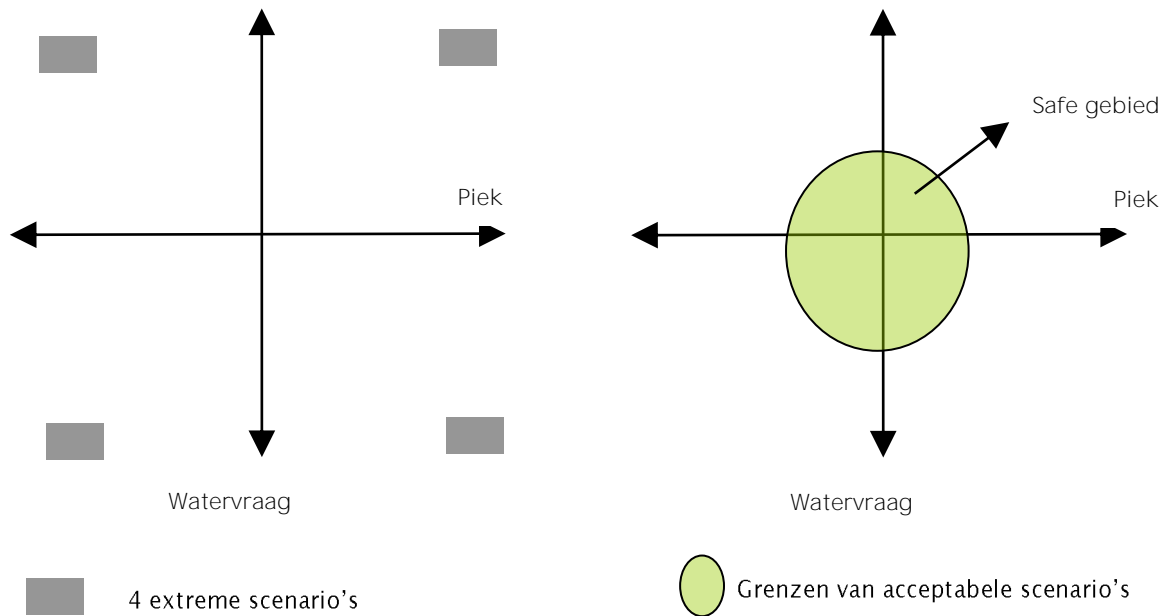 Safe gebied
Piek
Piek
Watervraag
Watervraag
4 extreme scenario's
Grenzen van acceptabele scenario's